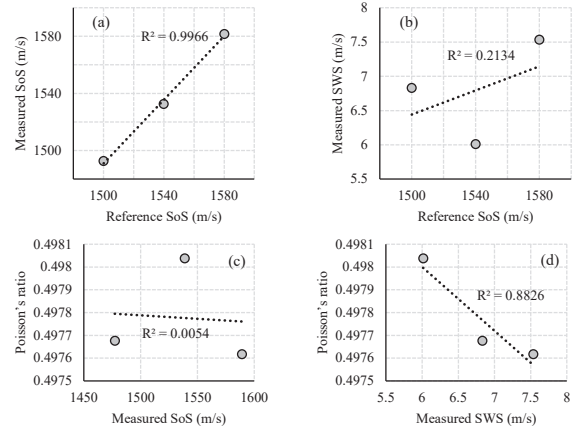 (a)
R² = 0.9966
Measured SoS (m/s)
1580
1540
1500
1500 1540 1580
Reference SoS (m/s)
(b)
R² = 0.2134
Measured SWS (m/s)
8
7.5
7
6.5
6
5.5
5
1500 1540 1580
Reference SoS (m/s)
(c)
R² = 0.0054
Poisson's ratio
0.4981
0.498
0.4979
0.4978
0.4977
0.4976
0.4975
1450 1500 1550 1600
Measured SoS (m/s)
(d)
R² = 0.8826
Poisson's ratio
0.4981
0.498
0.4979
0.4978
0.4977
0.4976
0.4975
5.5 6 6.5 7 7.5 8
Measured SWS (m/s)